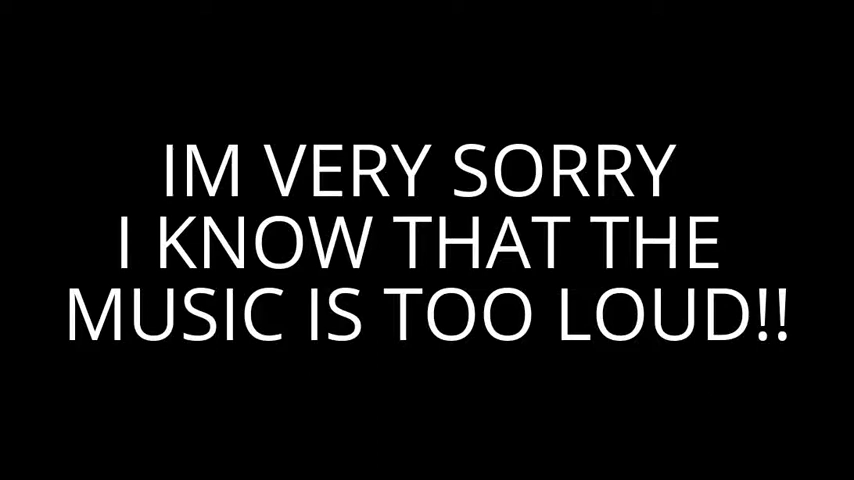 IM VERY SORRY
I KNOW THAT THE
MUSIC IS TOO LOUD!!